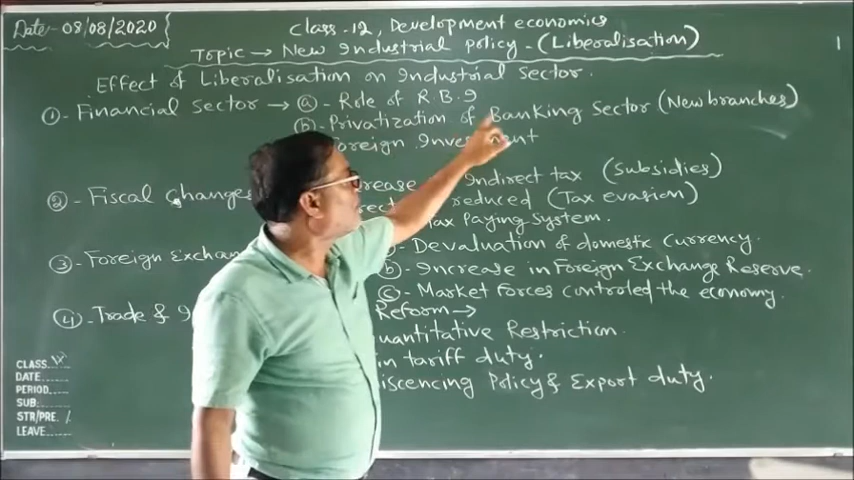 Date - 08/08/2020
Class - 12, Development economics
Topic → New Industrial policy - (Liberalisation)
1
Effect of Liberalisation on Industrial Sector.
① - Financial Sector → ⓐ - Role of R.B.I
ⓑ - Privatization of Banking Sector (New branches)
Foreign
② - Fiscal Changes Indirect tax (Subsidies)
reduced (Tax evasion)
Tax Paying System.
③ - Foreign Devaluation of domestic Currency.
ⓑ - Increase in Foreign Exchange Reserve.
ⓒ - Market Forces controled the economy.
④ - Trade & Reform →
Restriction
in tariff duty.
Policy & Export duty.
CLASS 12
DATE
PERIOD
SUB
STR/PRE. /
LEAVE